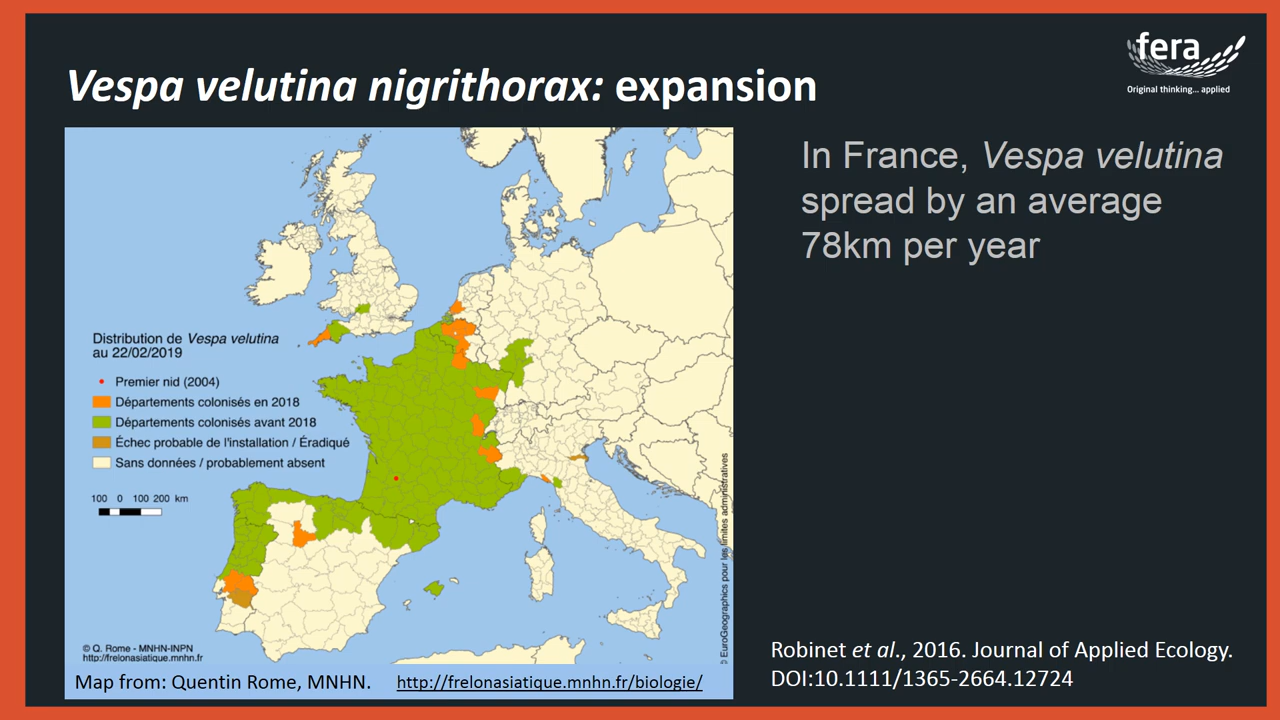 fera
Original thinking... applied
Vespa velutina nigrithorax: expansion
In France, Vespa velutina
spread by an average
78km per year
Distribution de Vespa velutina
au 22/02/2019
Premier nid (2004)
Départements colonisés en 2018
Départements colonisés avant 2018
Échec probable de l'installation / Éradiqué
Sans données / probablement absent
100 0 100 200 km
© EuroGeographics pour les limites administratives
© Q. Rome - MNHN-INPN
http://frelonasiatique.mnhn.fr
Map from: Quentin Rome, MNHN. http://frelonasiatique.mnhn.fr/biologie/
Robinet et al., 2016. Journal of Applied Ecology.
DOI:10.1111/1365-2664.12724